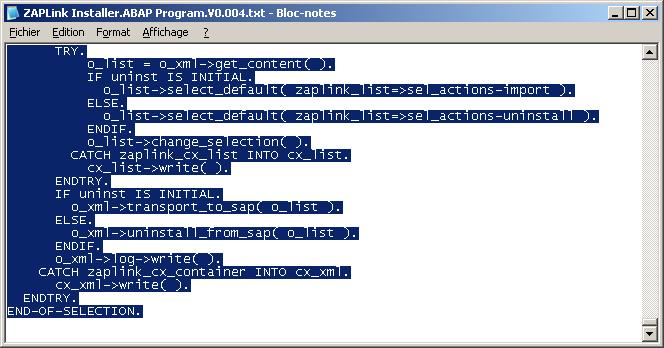 ZAPLink Installer.ABAP Program.V0.004.txt - Bloc-notes
Fichier Edition Format Affichage ?
TRY.
o_list = o_xml->get_content( ).
IF uninst IS INITIAL.
o_list->select_default( zaplink_list=>sel_actions-import ).
ELSE.
o_list->select_default( zaplink_list=>sel_actions-uninstall ).
ENDIF.
o_list->change_selection( ).
CATCH zaplink_cx_list INTO cx_list.
cx_list->write( ).
ENDTRY.
IF uninst IS INITIAL.
o_xml->transport_to_sap( o_list ).
ELSE.
o_xml->uninstall_from_sap( o_list ).
ENDIF.
o_xml->log->write( ).
CATCH zaplink_cx_container INTO cx_xml.
cx_xml->write( ).
ENDTRY.
END-OF-SELECTION.